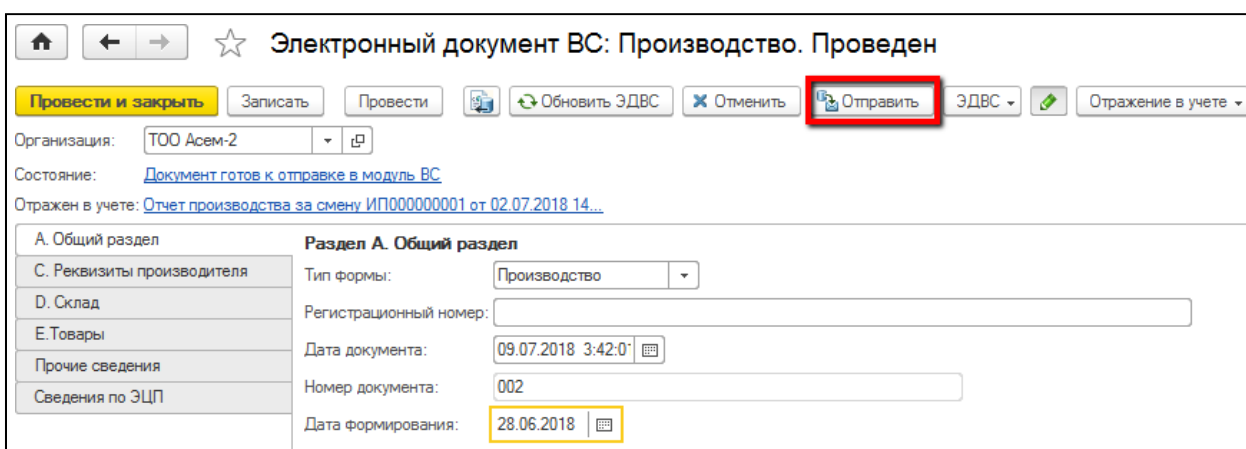 Электронный документ ВС: Производство. Проведен
Провести и закрыть Записать Провести Обновить ЭДВС Отменить Отправить ЭДВС Отражение в учете
Организация: ТОО Асем-2
Состояние: Документ готов к отправке в модуль ВС
Отражен в учете: Отчет производства за смену ИП000000001 от 02.07.2018 14...
А. Общий раздел
Раздел А. Общий раздел
С. Реквизиты производителя
Тип формы: Производство
D. Склад
Регистрационный номер:
Е.Товары
Дата документа: 09.07.2018 3:42:0
Прочие сведения
Номер документа: 002
Сведения по ЭЦП
Дата формирования: 28.06.2018